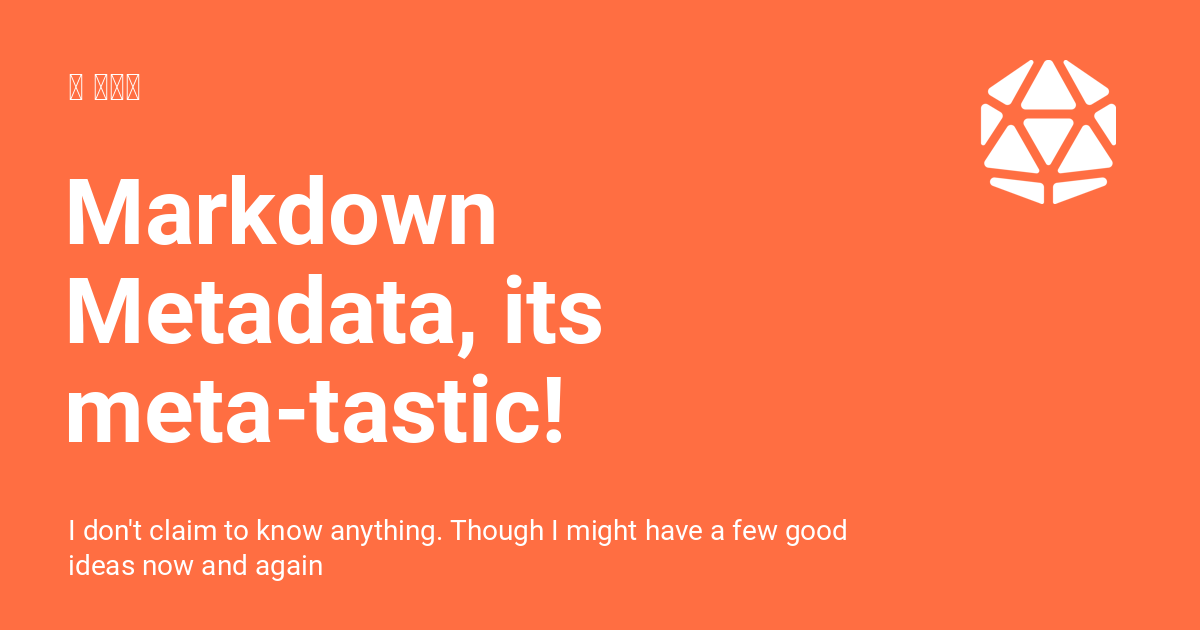 Markdown
Metadata, its
meta-tastic!
I don't claim to know anything. Though I might have a few good
ideas now and again